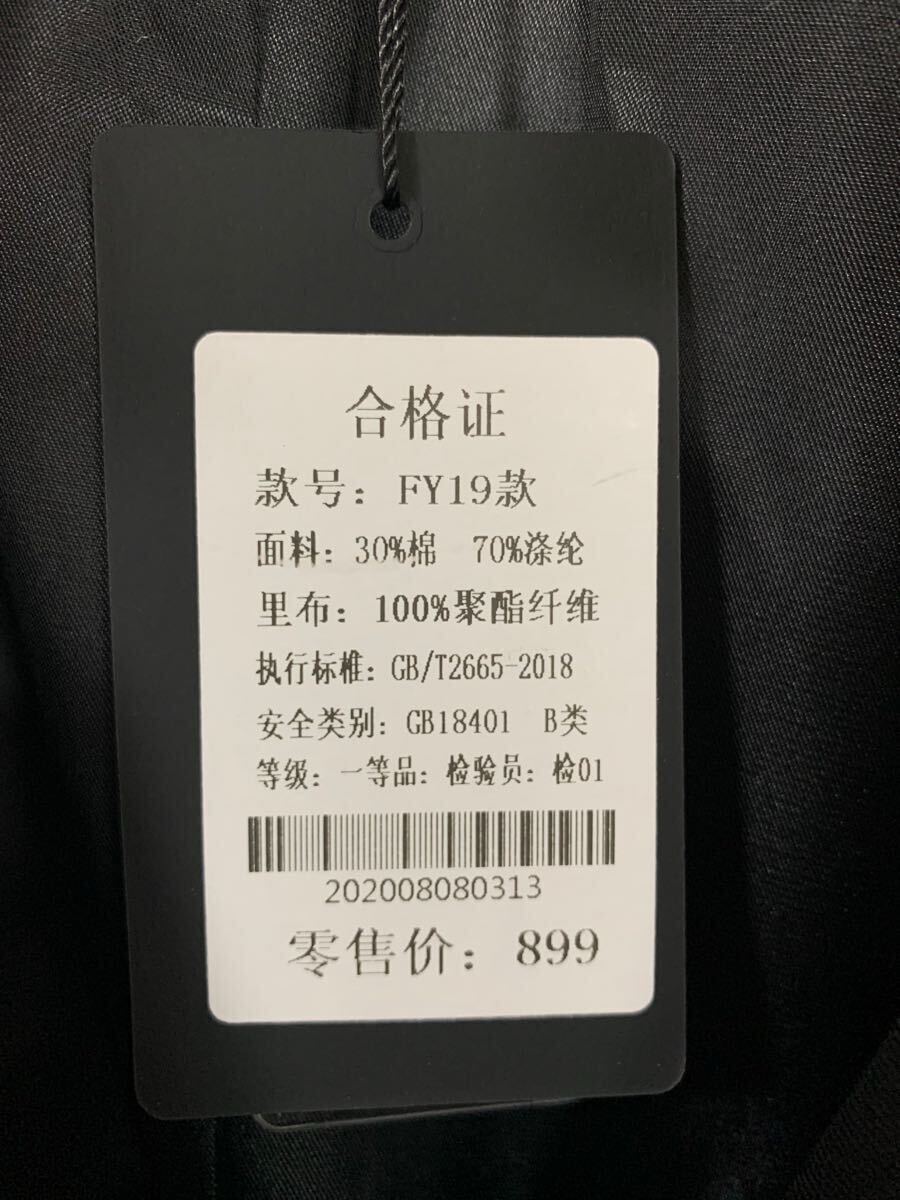 合格证
款号: FY19款
面料: 30%棉 70%涤纶
里布: 100%聚酯纤维
执行标椎: GB/T2665-2018
安全类别: GB18401 B类
等级: 一等品: 检验员: 检01
202008080313
零售价: 899